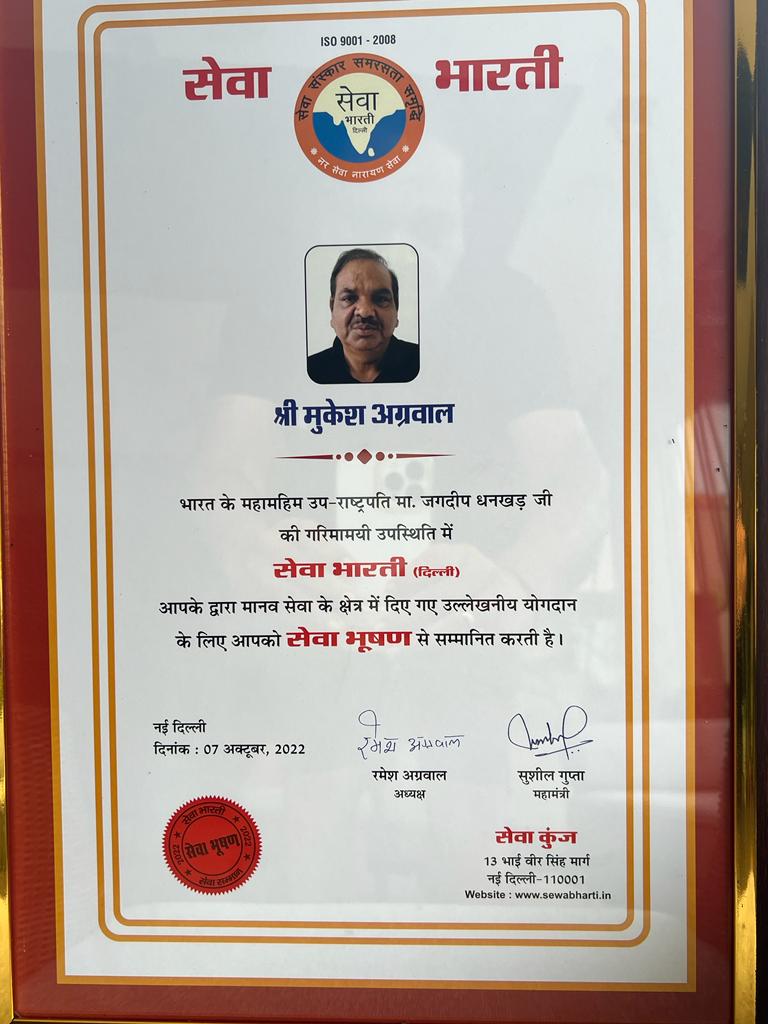 ISO 9001 - 2008
सेवा भारती
सेवा संस्कार समरसता समृद्धि
सेवा
भारती
दिल्ली
नर सेवा नारायण सेवा
श्री मुकेश अग्रवाल
भारत के महामहिम उप-राष्ट्रपति मा. जगदीप धनखड़ जी
की गरिमामयी उपस्थिति में
सेवा भारती (दिल्ली)
आपके द्वारा मानव सेवा के क्षेत्र में दिए गए उल्लेखनीय योगदान
के लिए आपको सेवा भूषण से सम्मानित करती है।
नई दिल्ली
दिनांक : 07 अक्टूबर, 2022
रमेश अग्रवाल
रमेश अग्रवाल
अध्यक्ष
सुशील गुप्ता
महामंत्री
सेवा भारती
2022 सेवा भूषण 2022
सेवा सम्मान
सेवा कुंज
13 भाई वीर सिंह मार्ग
नई दिल्ली-110001
Website : www.sewabharti.in